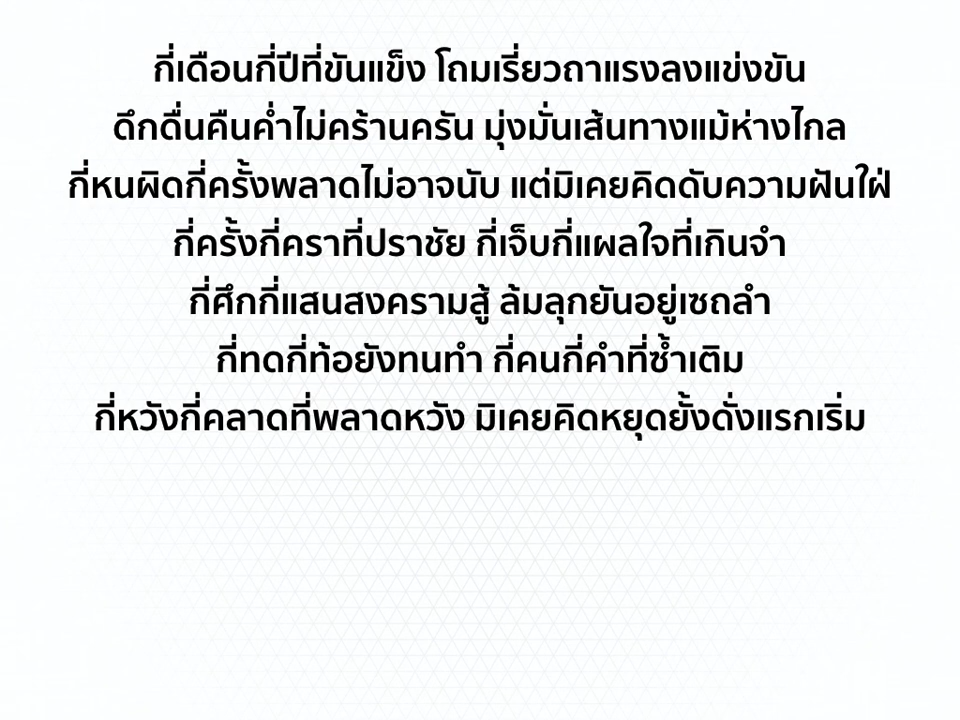 กี่เดือนกี่ปีที่ขันแข็ง โถมเรี่ยวถาแรงลงแข่งขัน
ดึกดื่นคืนค่ำไม่คร้านครัน มุ่งมั่นเส้นทางแม้ห่างไกล
กี่หนผิดกี่ครั้งพลาดไม่อาจนับ แต่มิเคยคิดดับความฝันใฝ่
กี่ครั้งกี่คราที่ปราชัย กี่เจ็บกี่แผลใจที่เกินจำ
กี่ศึกกี่แสนสงครามสู้ ล้มลุกยันอยู่เซถลำ
กี่ทดกี่ท้อยังทนทำ กี่คนกี่คำที่ซ้ำเติม
กี่หวังกี่คลาดที่พลาดหวัง มิเคยคิดหยุดยั้งดั่งแรกเริ่ม